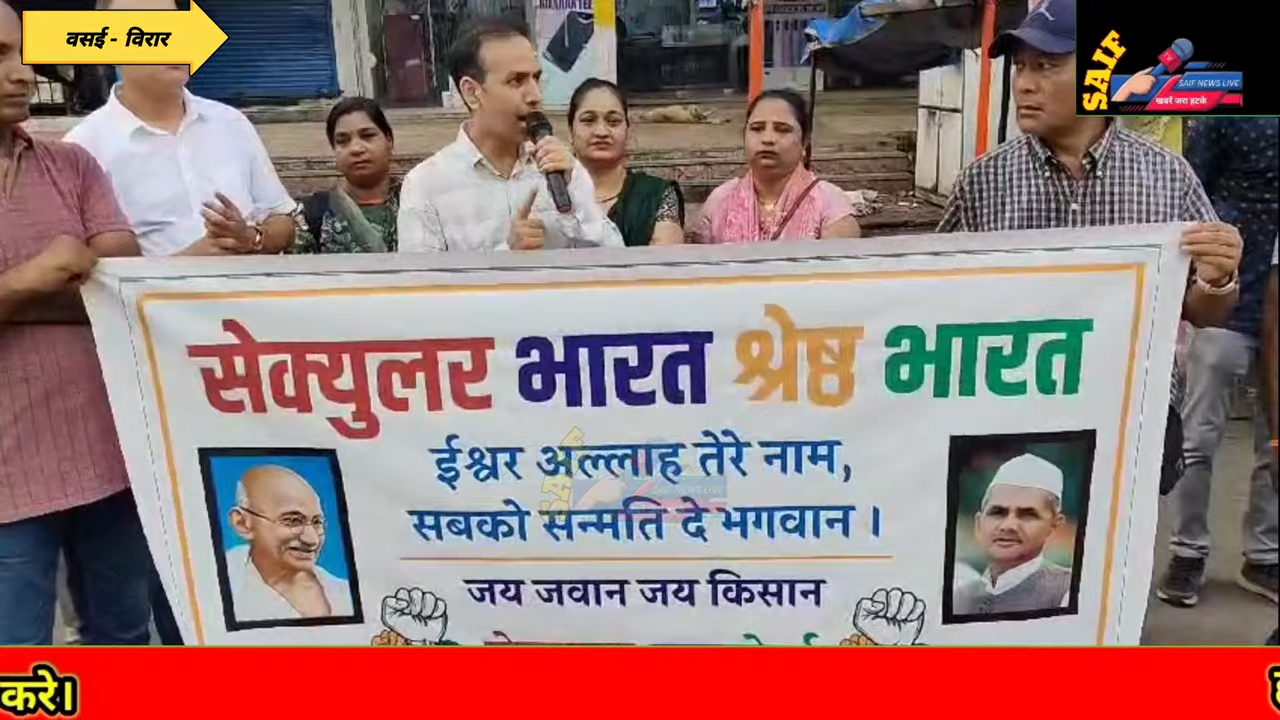 वसई - विरार
SAIF
SAIF NEWS LIVE
खबरें जरा हटके
सेक्युलर भारत श्रेष्ठ भारत
ईश्वर अल्लाह तेरे नाम,
सबको सन्मति दे भगवान ।
जय जवान जय किसान
करे।